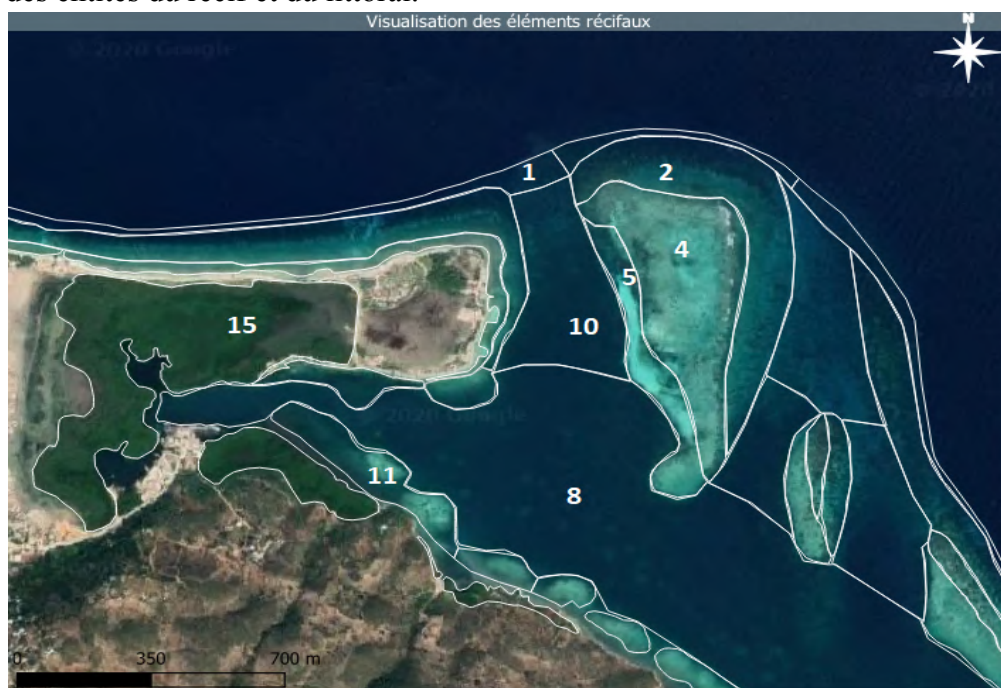 des entités du récif et du littoral.
Visualisation des éléments récifaux
© 2020 Google
N
1
2
4
5
15
10
2020 Google
11
8
0 350 700 m